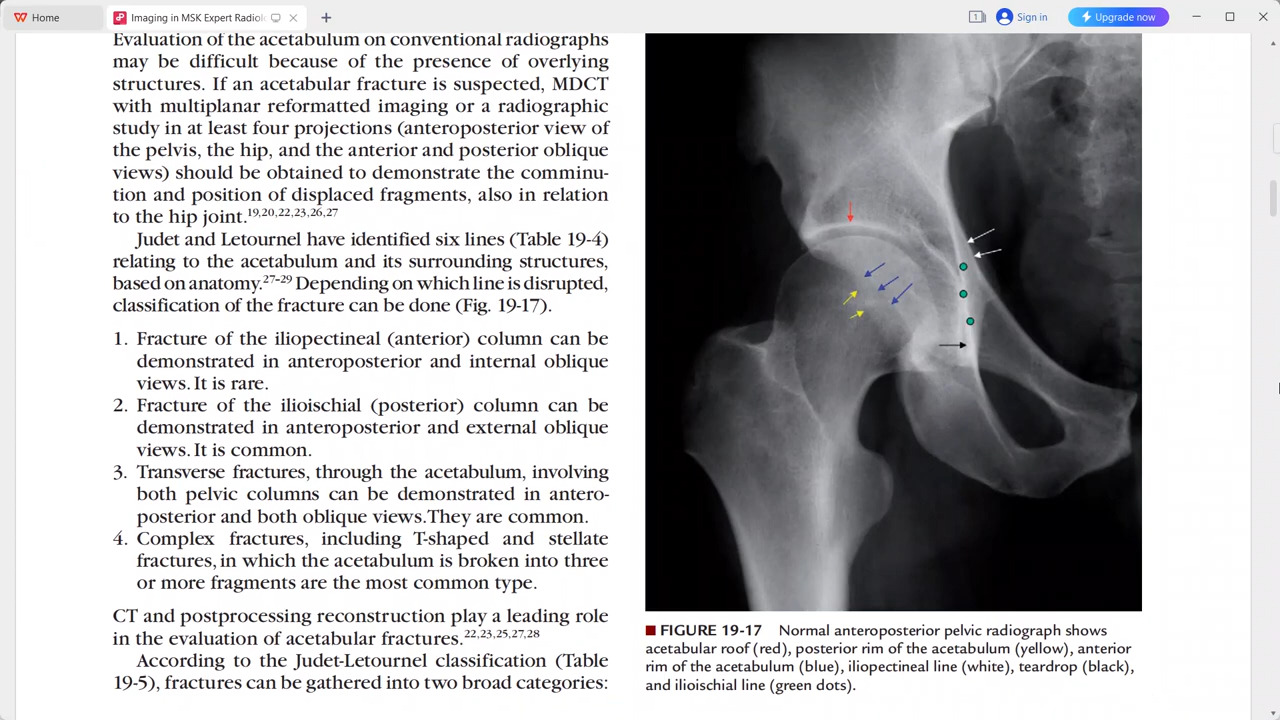 Home
Imaging in MSK Expert Radiol
1
Sign in
Upgrade now
Evaluation of the acetabulum on conventional radiographs
may be difficult because of the presence of overlying
structures. If an acetabular fracture is suspected, MDCT
with multiplanar reformatted imaging or a radiographic
study in at least four projections (anteroposterior view of
the pelvis, the hip, and the anterior and posterior oblique
views) should be obtained to demonstrate the comminu-
tion and position of displaced fragments, also in relation
to the hip joint.19,20,22,23,26,27
Judet and Letournel have identified six lines (Table 19-4)
relating to the acetabulum and its surrounding structures,
based on anatomy.27-29 Depending on which line is disrupted,
classification of the fracture can be done (Fig. 19-17).
1. Fracture of the iliopectineal (anterior) column can be
demonstrated in anteroposterior and internal oblique
views. It is rare.
2. Fracture of the ilioischial (posterior) column can be
demonstrated in anteroposterior and external oblique
views. It is common.
3. Transverse fractures, through the acetabulum, involving
both pelvic columns can be demonstrated in antero-
posterior and both oblique views. They are common.
4. Complex fractures, including T-shaped and stellate
fractures, in which the acetabulum is broken into three
or more fragments are the most common type.
CT and postprocessing reconstruction play a leading role
in the evaluation of acetabular fractures.22,23,25,27,28
According to the Judet-Letournel classification (Table
19-5), fractures can be gathered into two broad categories:
FIGURE 19-17 Normal anteroposterior pelvic radiograph shows
acetabular roof (red), posterior rim of the acetabulum (yellow), anterior
rim of the acetabulum (blue), iliopectineal line (white), teardrop (black),
and ilioischial line (green dots).